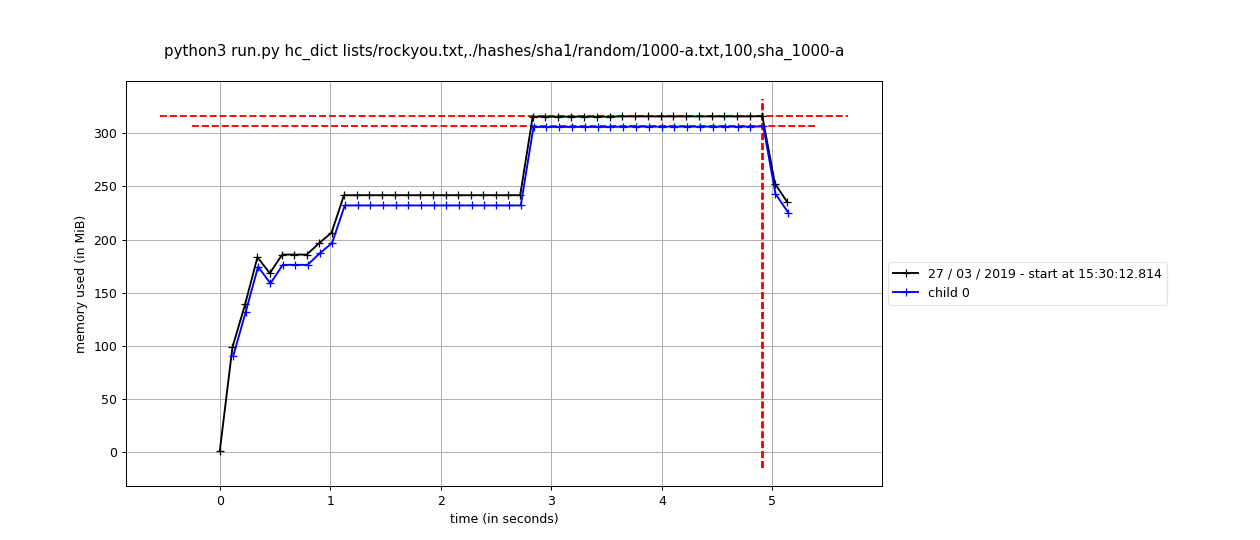 python3 run.py hc_dict lists/rockyou.txt,./hashes/sha1/random/1000-a.txt,100,sha_1000-a
memory used (in MiB)
300
250
200
150
100
50
0
0 1 2 3 4 5
time (in seconds)
27 / 03 / 2019 - start at 15:30:12.814
child 0